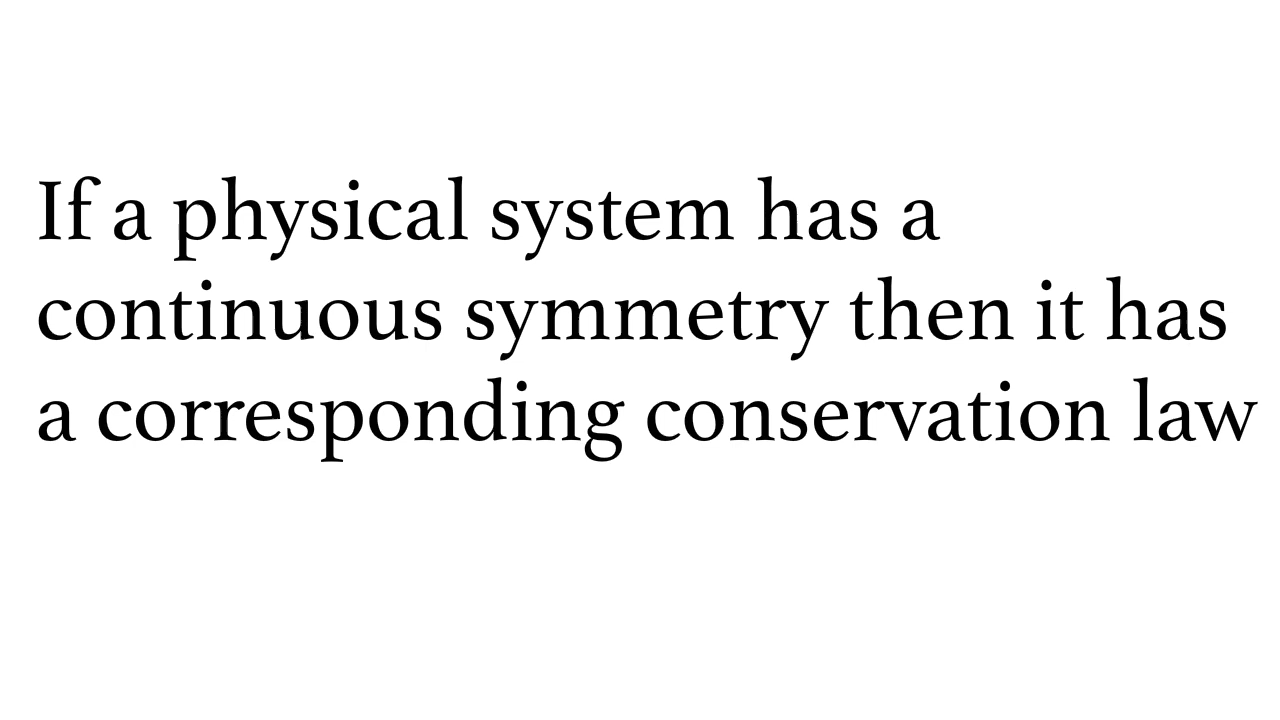 If a physical system has a
continuous symmetry then it has
a corresponding conservation law